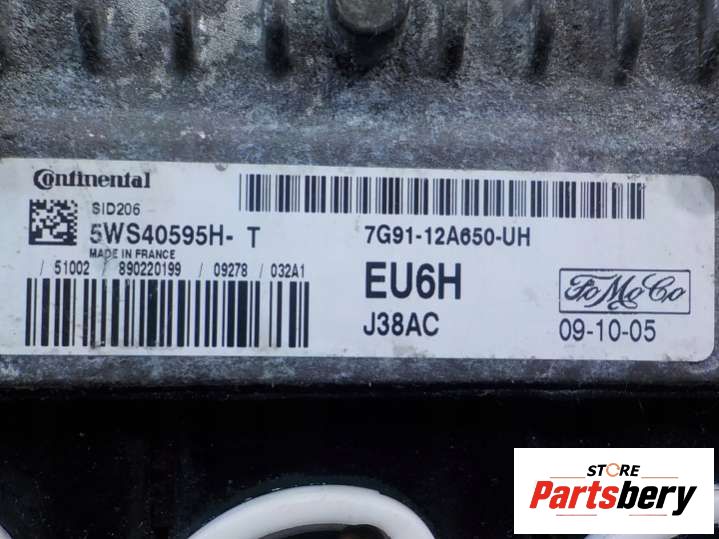 Continental
SID206
5WS40595H- T
MADE IN FRANCE
/ 51002 / 890220199 / 09278 / 032A1
7G91-12A650-UH
EU6H
J38AC
FoMoCo
09-10-05
STORE
Partsbery